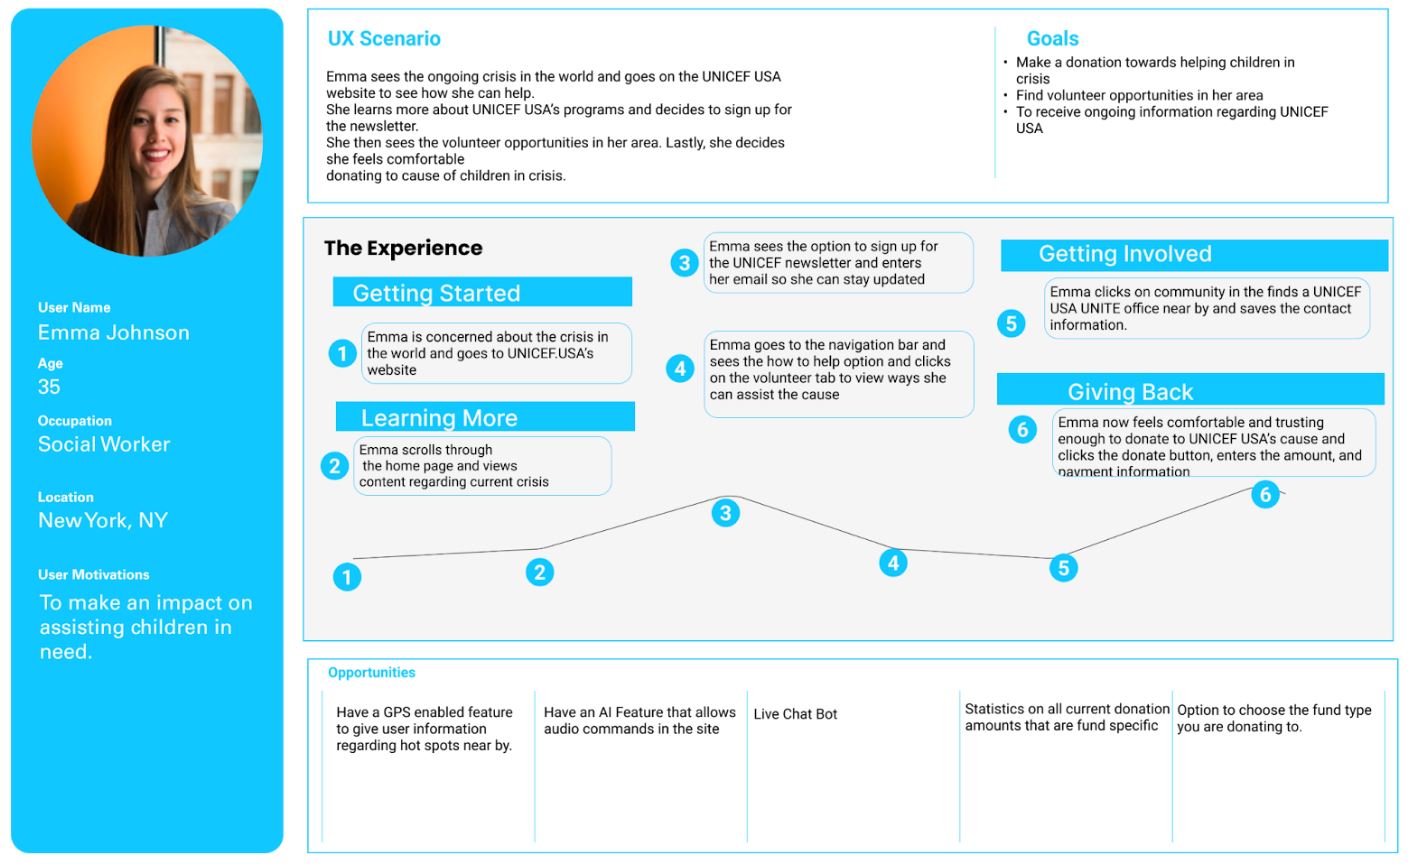 User Name
Emma Johnson
Age
35
Occupation
Social Worker
Location
New York, NY
User Motivations
To make an impact on
assisting children in
need.
UX Scenario
Emma sees the ongoing crisis in the world and goes on the UNICEF USA
website to see how she can help.
She learns more about UNICEF USA's programs and decides to sign up for
the newsletter.
She then sees the volunteer opportunities in her area. Lastly, she decides
she feels comfortable
donating to cause of children in crisis.
Goals
• Make a donation towards helping children in
crisis
• Find volunteer opportunities in her area
• To receive ongoing information regarding UNICEF
USA
The Experience
Getting Started
1
Emma is concerned about the crisis in
the world and goes to UNICEF.USA's
website
Learning More
2
Emma scrolls through
the home page and views
content regarding current crisis
3
Emma sees the option to sign up for
the UNICEF newsletter and enters
her email so she can stay updated
4
Emma goes to the navigation bar and
sees the how to help option and clicks
on the volunteer tab to view ways she
can assist the cause
Getting Involved
5
Emma clicks on community in the finds a UNICEF
USA UNITE office near by and saves the contact
information.
Giving Back
6
Emma now feels comfortable and trusting
enough to donate to UNICEF USA's cause and
clicks the donate button, enters the amount, and
payment information
1
2
3
4
5
6
Opportunities
Have a GPS enabled feature
to give user information
regarding hot spots near by.
Have an AI Feature that allows
audio commands in the site
Live Chat Bot
Statistics on all current donation
amounts that are fund specific
Option to choose the fund type
you are donating to.